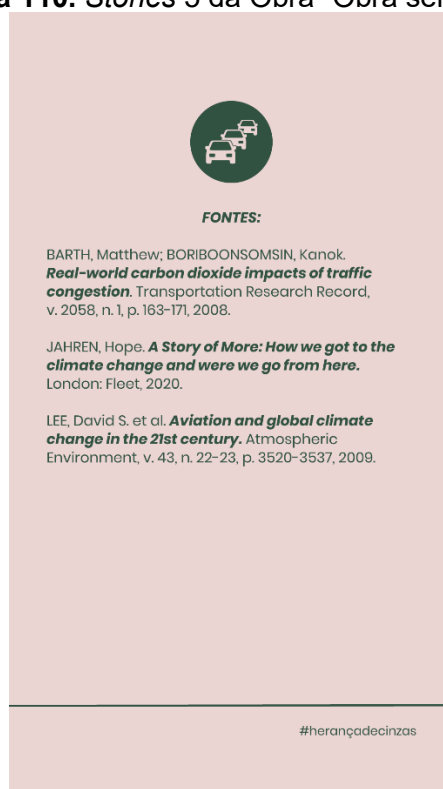 110. Stories 5 da Obra "Obra
FONTES:
BARTH, Matthew; BORIBOONSOMSIN, Kanok.
Real-world carbon dioxide impacts of traffic
congestion. Transportation Research Record,
v. 2058, n. 1, p. 163-171, 2008.
JAHREN, Hope. A Story of More: How we got to the
climate change and were we go from here.
London: Fleet, 2020.
LEE, David S. et al. Aviation and global climate
change in the 21st century. Atmospheric
Environment, v. 43, n. 22-23, p. 3520-3537, 2009.
#herançadecinzas